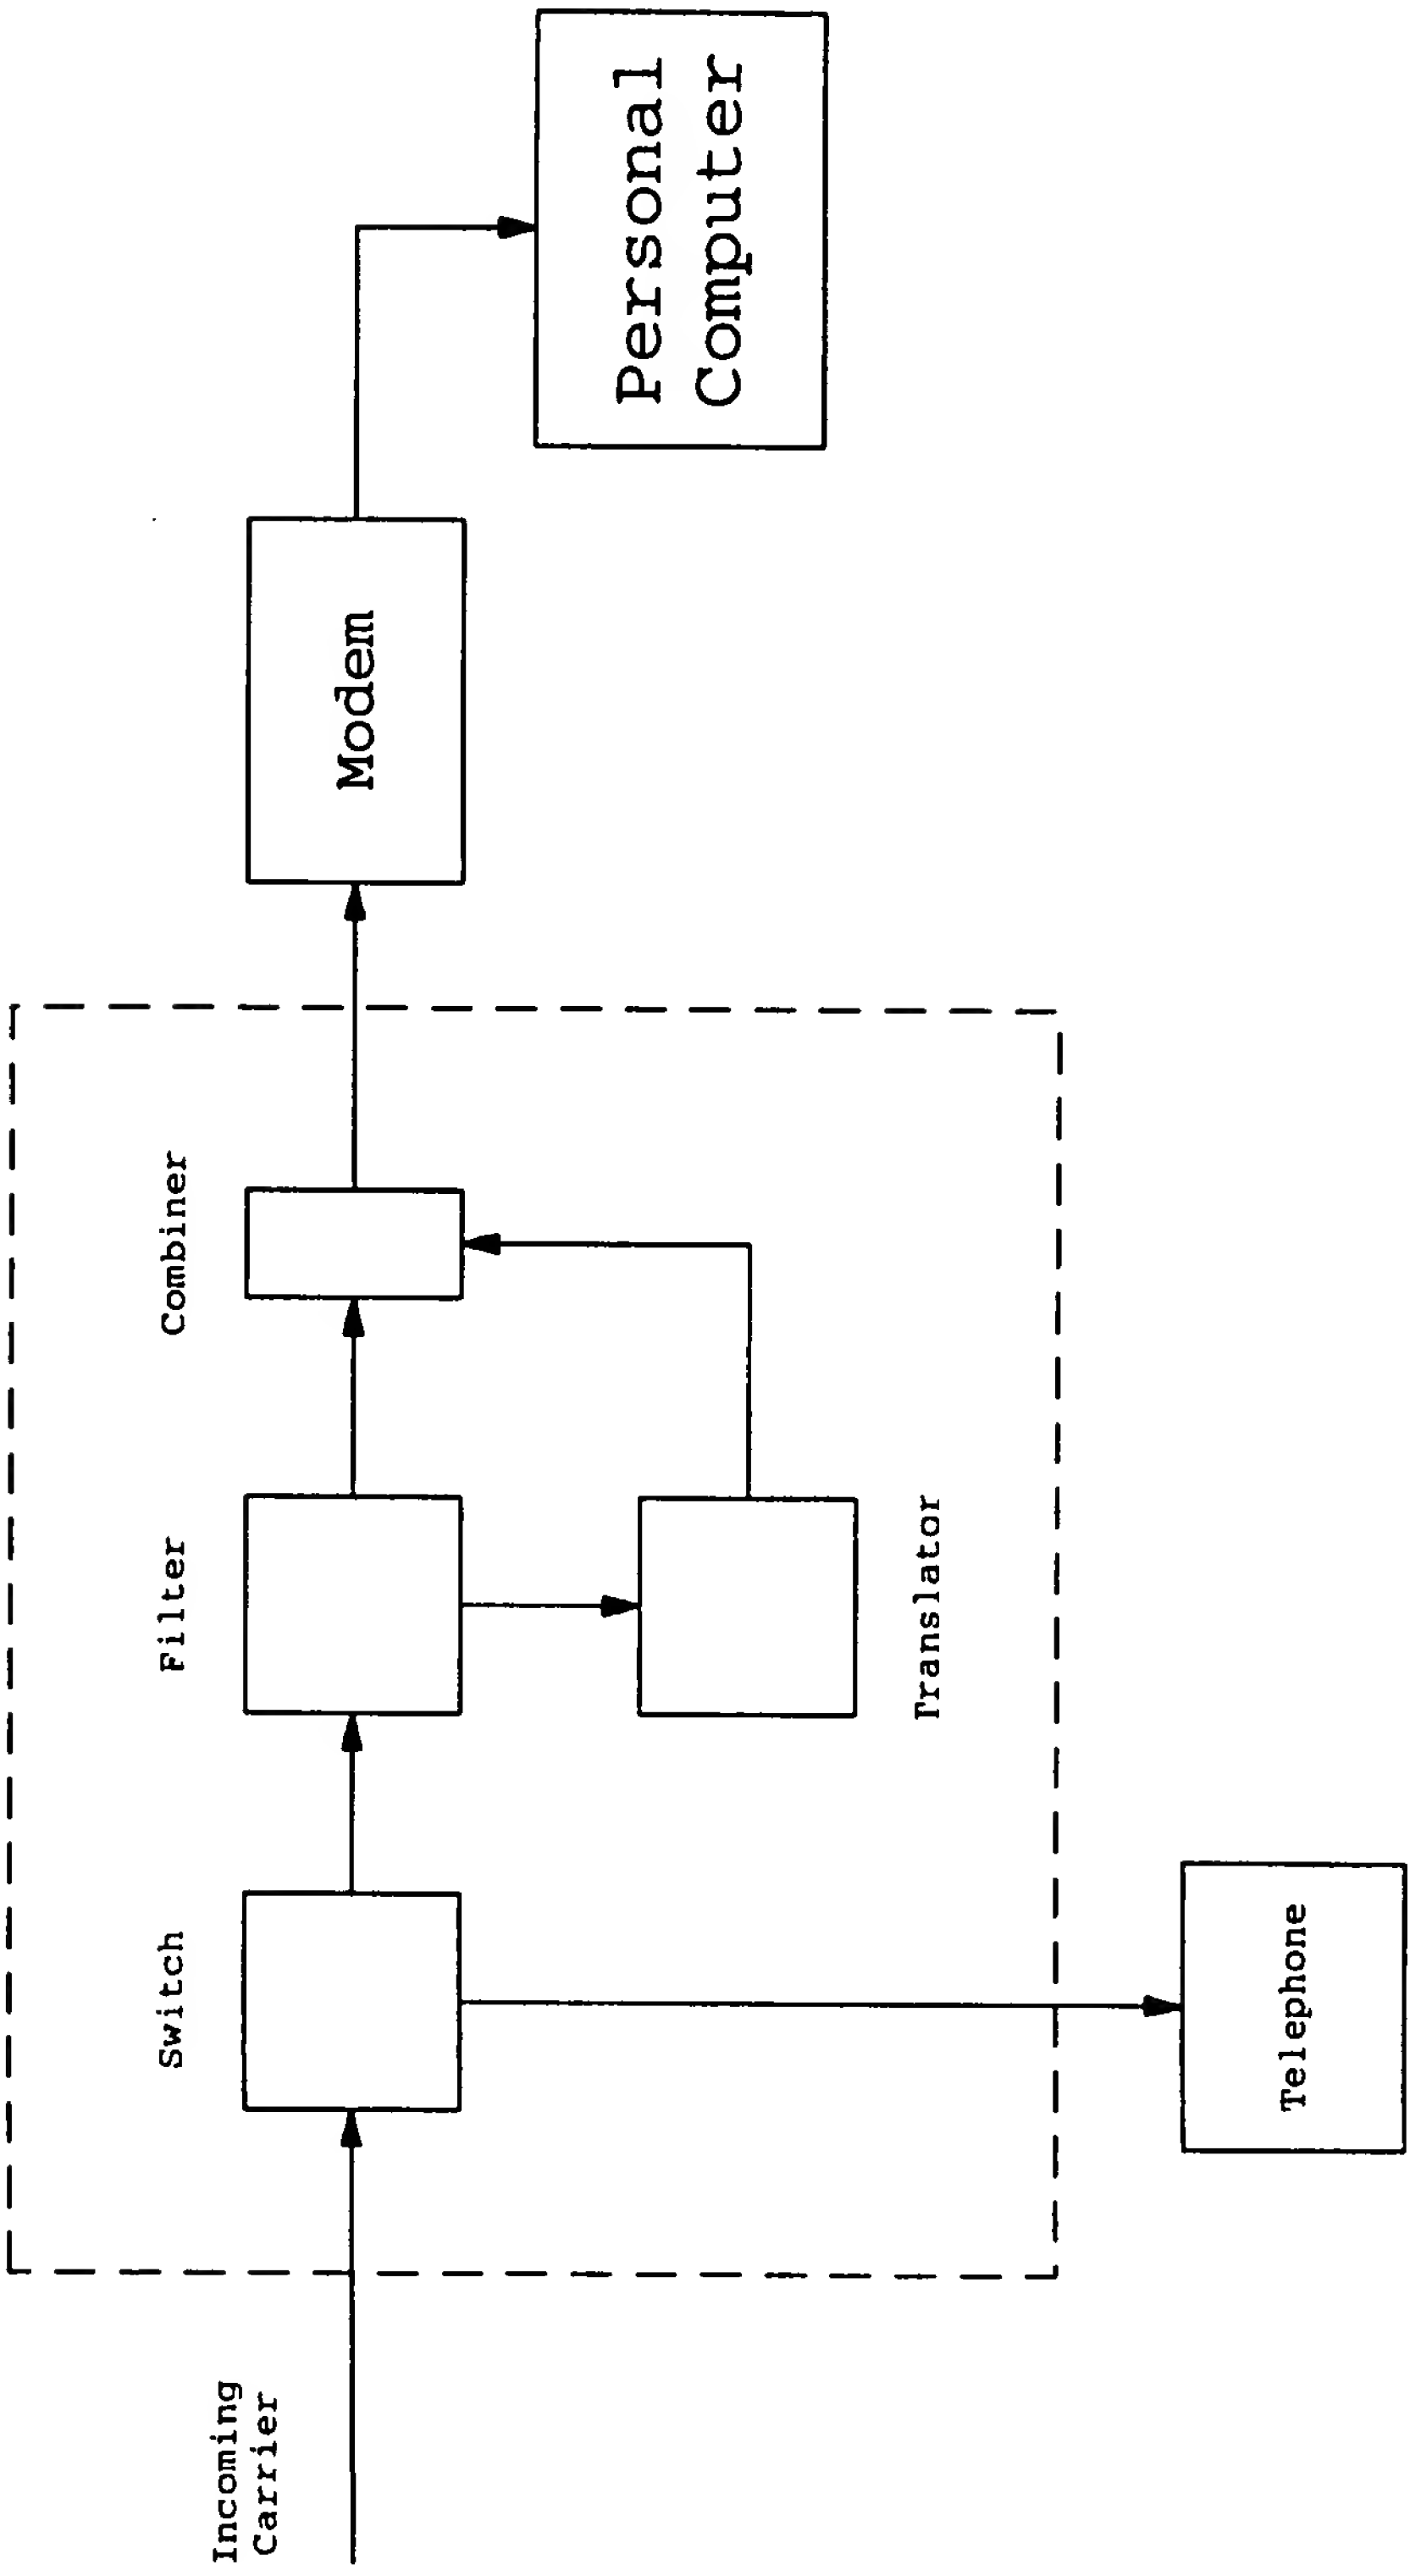 Incoming
Carrier
Switch
Filter
Combiner
Translator
Telephone
Modem
Personal
Computer